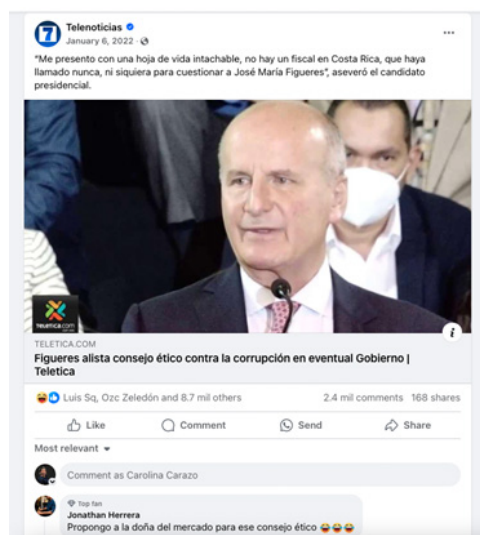 7
Telenoticias
January 6, 2022 ·
"Me presento con una hoja de vida intachable, no hay un fiscal en Costa Rica, que haya
llamado nunca, ni siquiera para cuestionar a José María Figueres", aseveró el candidato
presidencial.
TELETICA.COM
TELETICA.COM
Figueres alista consejo ético contra la corrupción en eventual Gobierno |
Teletica
Luis Sq, Ozc Zeledón and 8.7 mil others 2.4 mil comments 168 shares
Like Comment Send Share
Most relevant
Comment as Carolina Carazo
Top fan
Jonathan Herrera
Propongo a la doña del mercado para ese consejo ético 😂😂😂